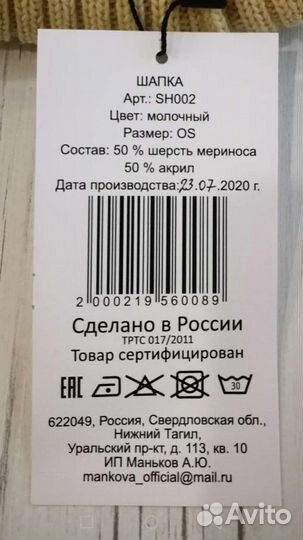 ШАПКА
Арт.: SH002
Цвет: молочный
Размер: OS
Состав: 50 % шерсть мериноса
50 % акрил
Дата производства: 23.07.2020 г.
2 000219 560089
Сделано в России
ТРТС 017/2011
Товар сертифицирован
EAC 30
622049, Россия, Свердловская обл.,
Нижний Тагил,
Уральский пр-кт, д. 113, кв. 10
ИП Маньков А.Ю.
mankova_official@mail.ru
Avito